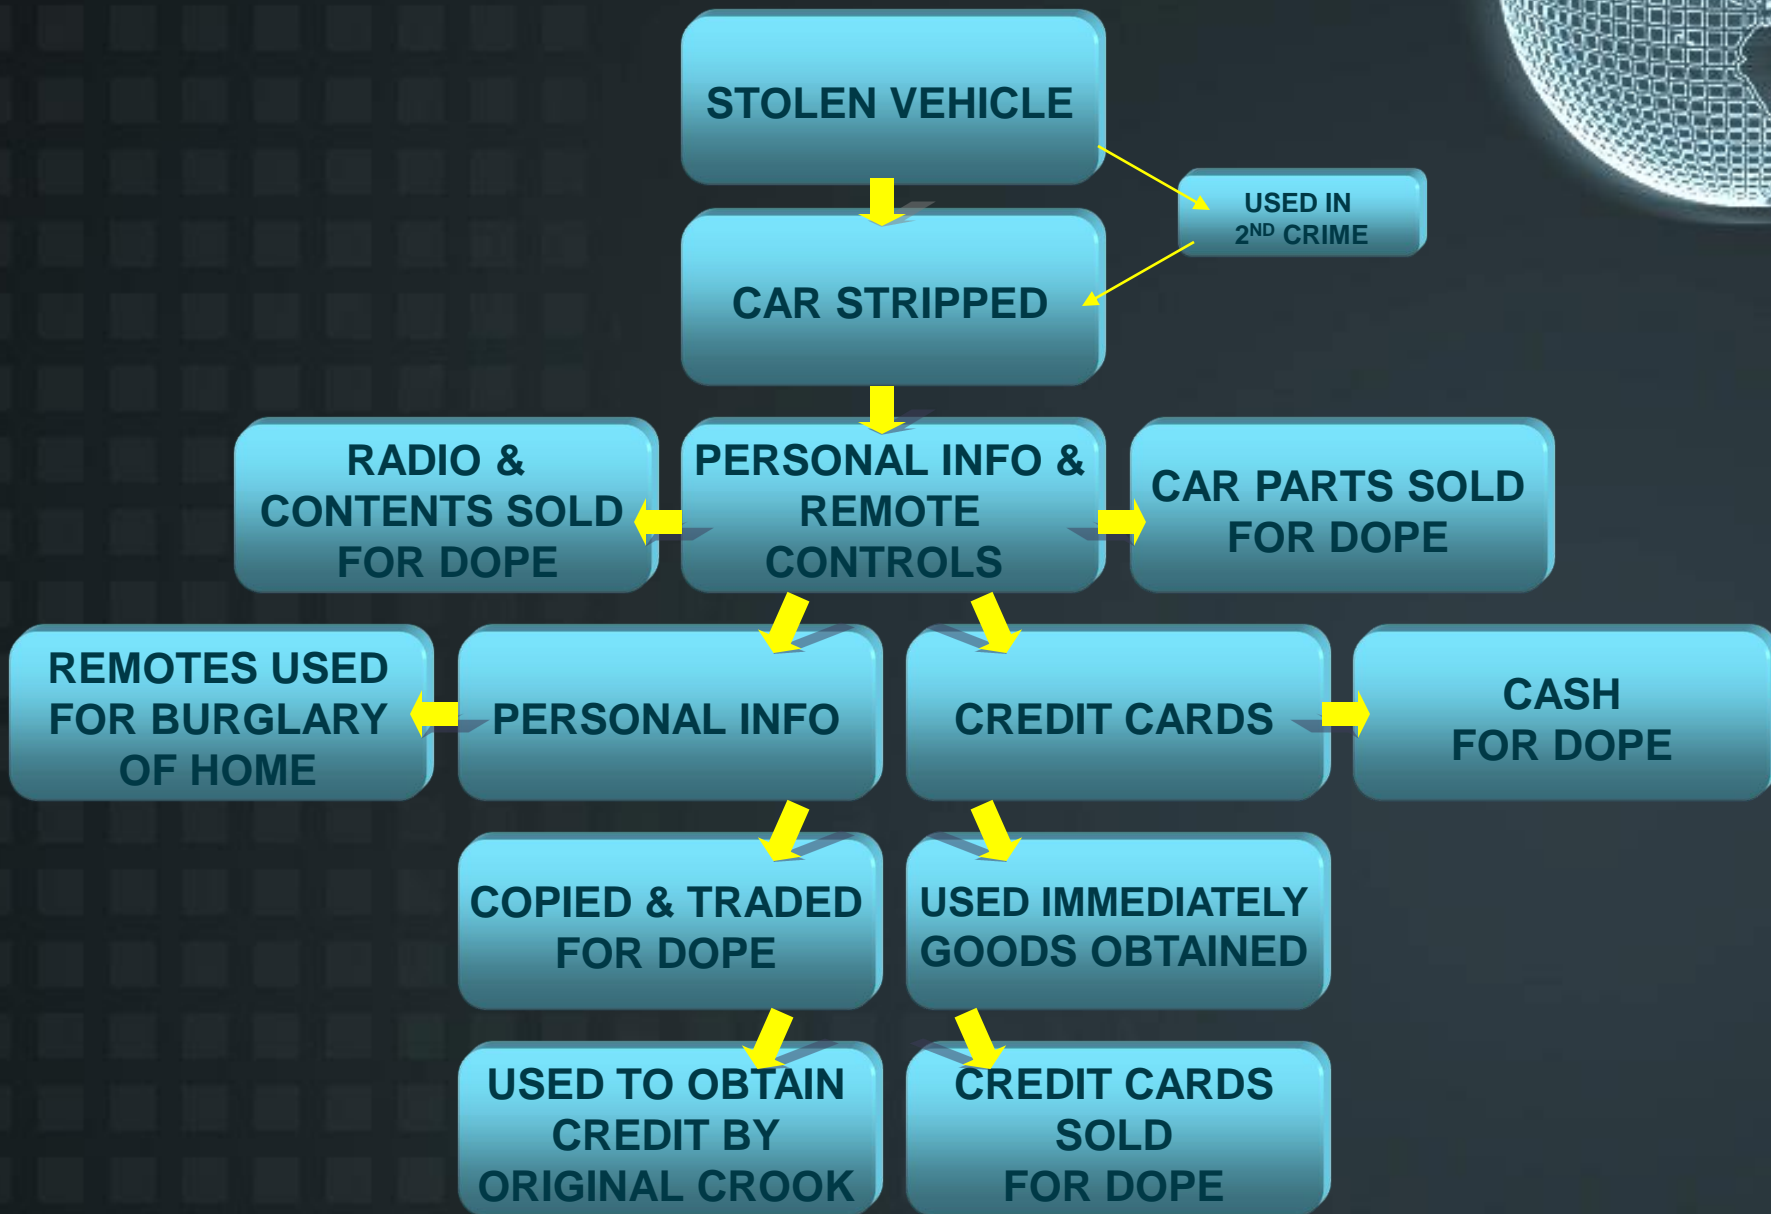 STOLEN VEHICLE
USED IN
2ND CRIME
CAR STRIPPED
RADIO &
CONTENTS SOLD
FOR DOPE
PERSONAL INFO &
REMOTE
CONTROLS
CAR PARTS SOLD
FOR DOPE
REMOTES USED
FOR BURGLARY
OF HOME
PERSONAL INFO
CREDIT CARDS
CASH
FOR DOPE
COPIED & TRADED
FOR DOPE
USED IMMEDIATELY
GOODS OBTAINED
USED TO OBTAIN
CREDIT BY
ORIGINAL CROOK
CREDIT CARDS
SOLD
FOR DOPE